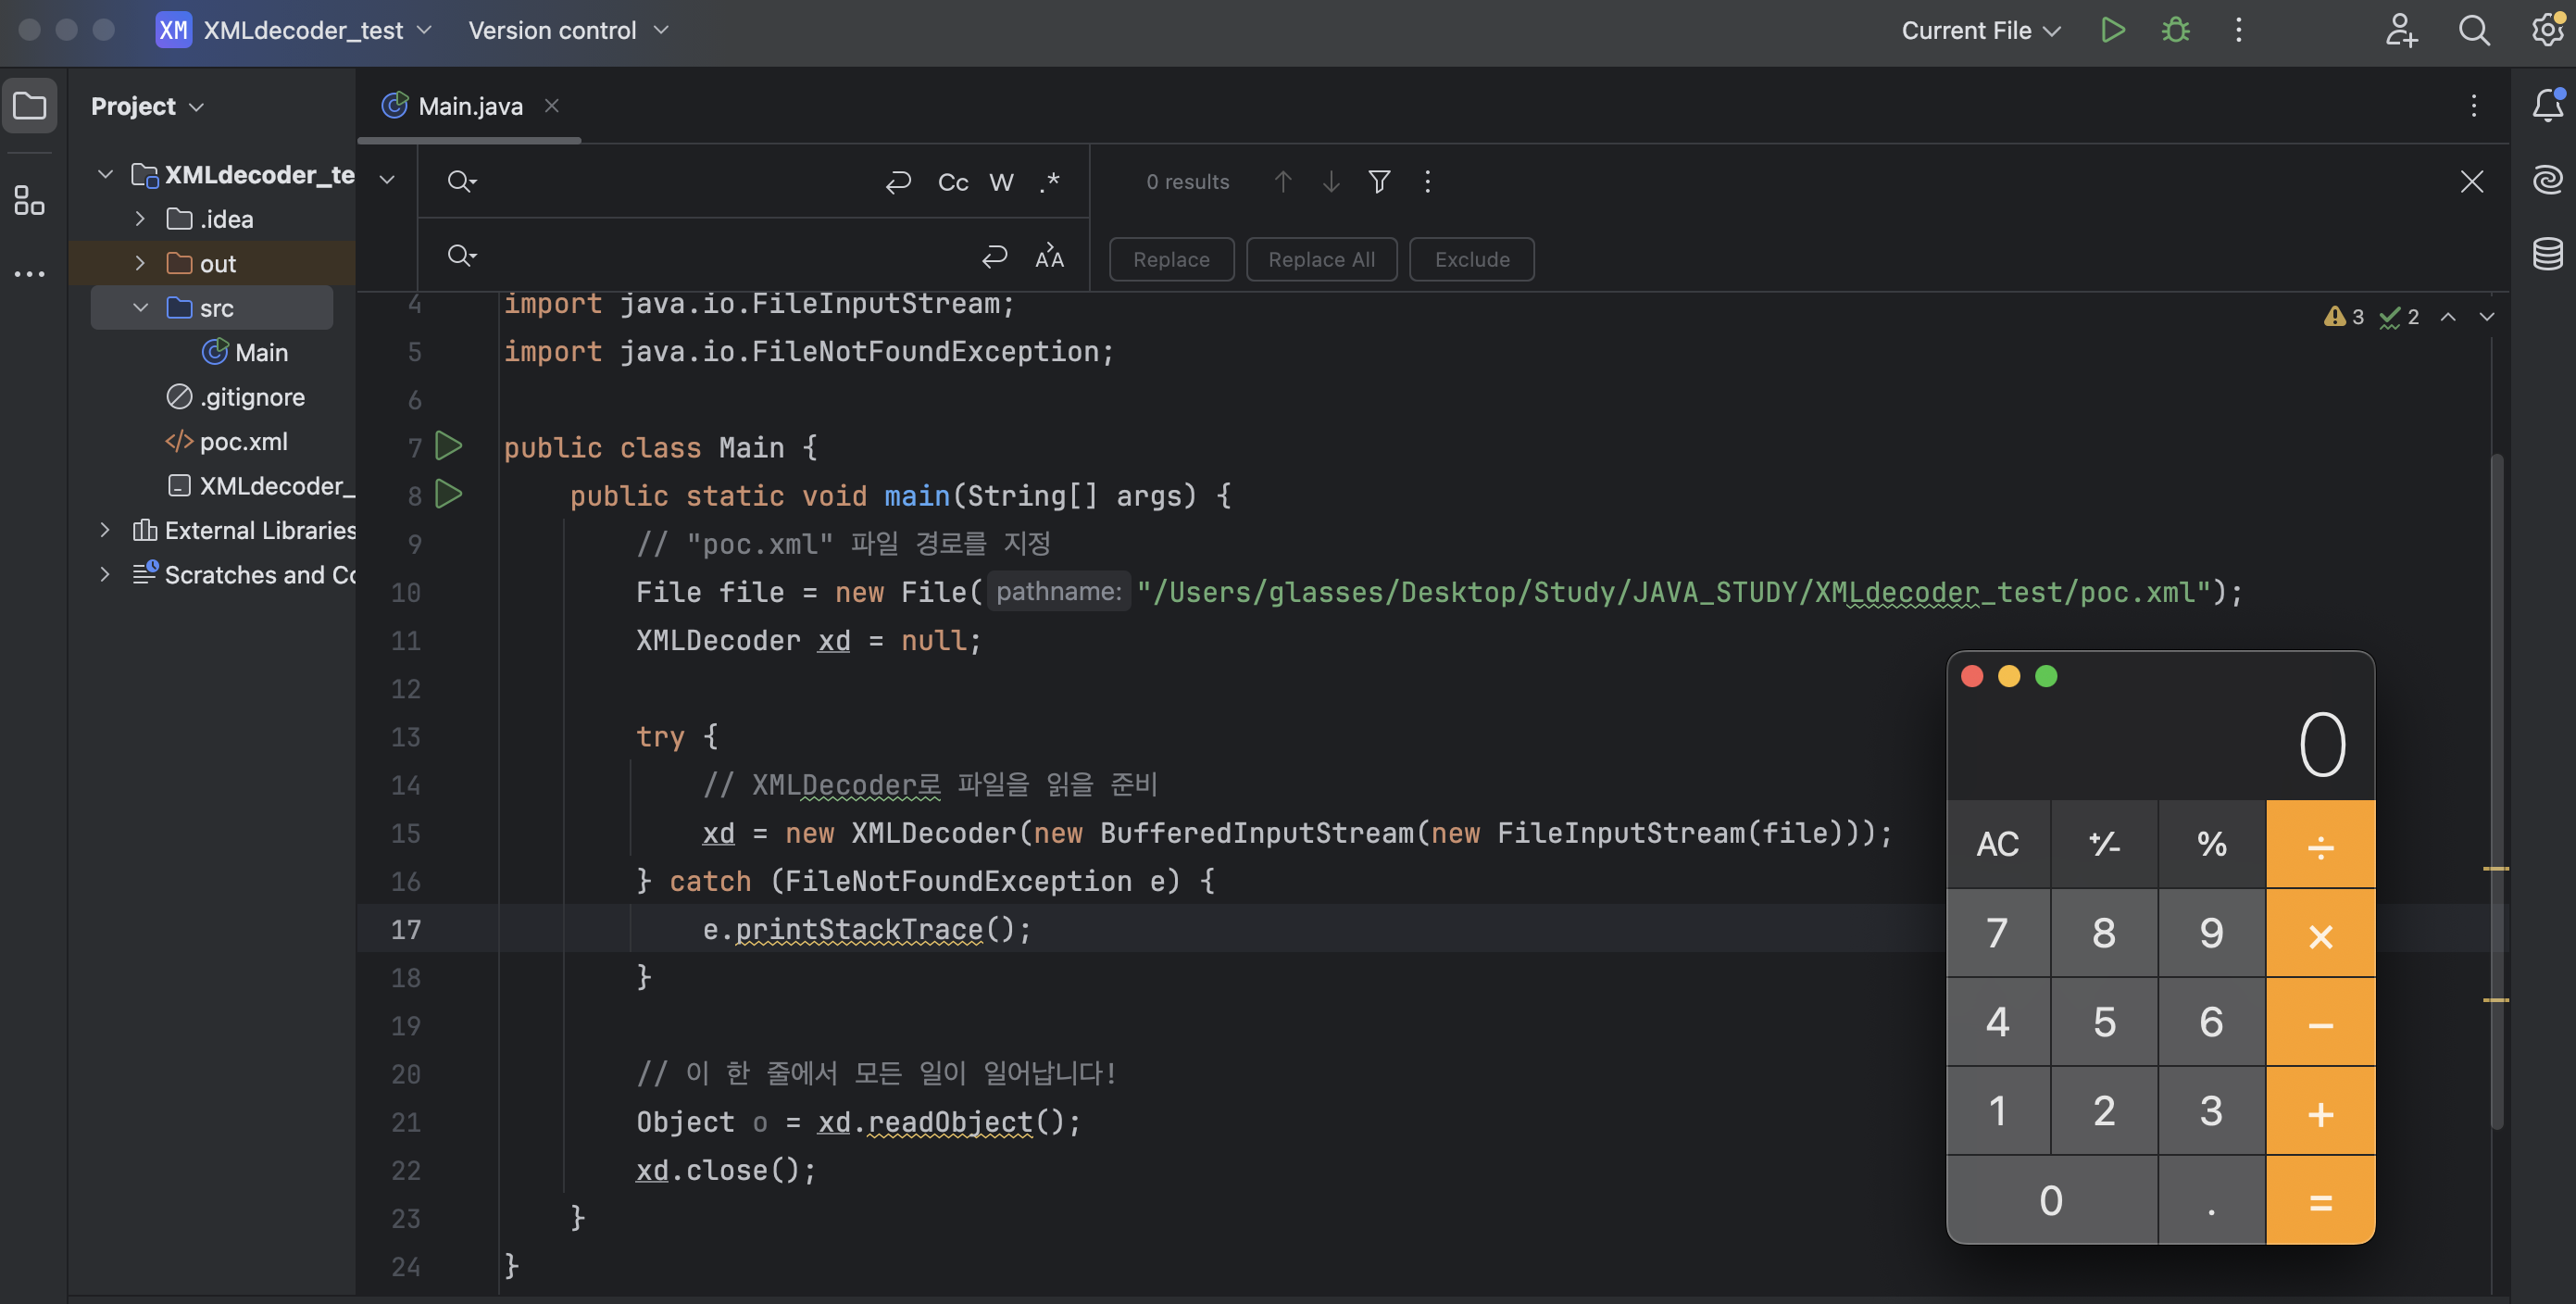 XM XMLdecoder_test Version control Current File
Project
Main.java
XMLdecoder_te
.idea
out
src
Main
.gitignore
poc.xml
XMLdecoder_
External Libraries
Scratches and Co
Cc W .* 0 results
Replace Replace All Exclude
3 2
4 import java.io.FileInputStream;
5 import java.io.FileNotFoundException;
6
7 public class Main {
8 public static void main(String[] args) {
9 // "poc.xml" 파일 경로를 지정
10 File file = new File( pathname: "/Users/glasses/Desktop/Study/JAVA_STUDY/XMLdecoder_test/poc.xml");
11 XMLDecoder xd = null;
12
13 try {
14 // XMLDecoder로 파일을 읽을 준비
15 xd = new XMLDecoder(new BufferedInputStream(new FileInputStream(file)));
16 } catch (FileNotFoundException e) {
17 e.printStackTrace();
18 }
19
20 // 이 한 줄에서 모든 일이 일어납니다!
21 Object o = xd.readObject();
22 xd.close();
23 }
24 }
0
AC +/- % ÷
7 8 9 ×
4 5 6 −
1 2 3 +
0 . =